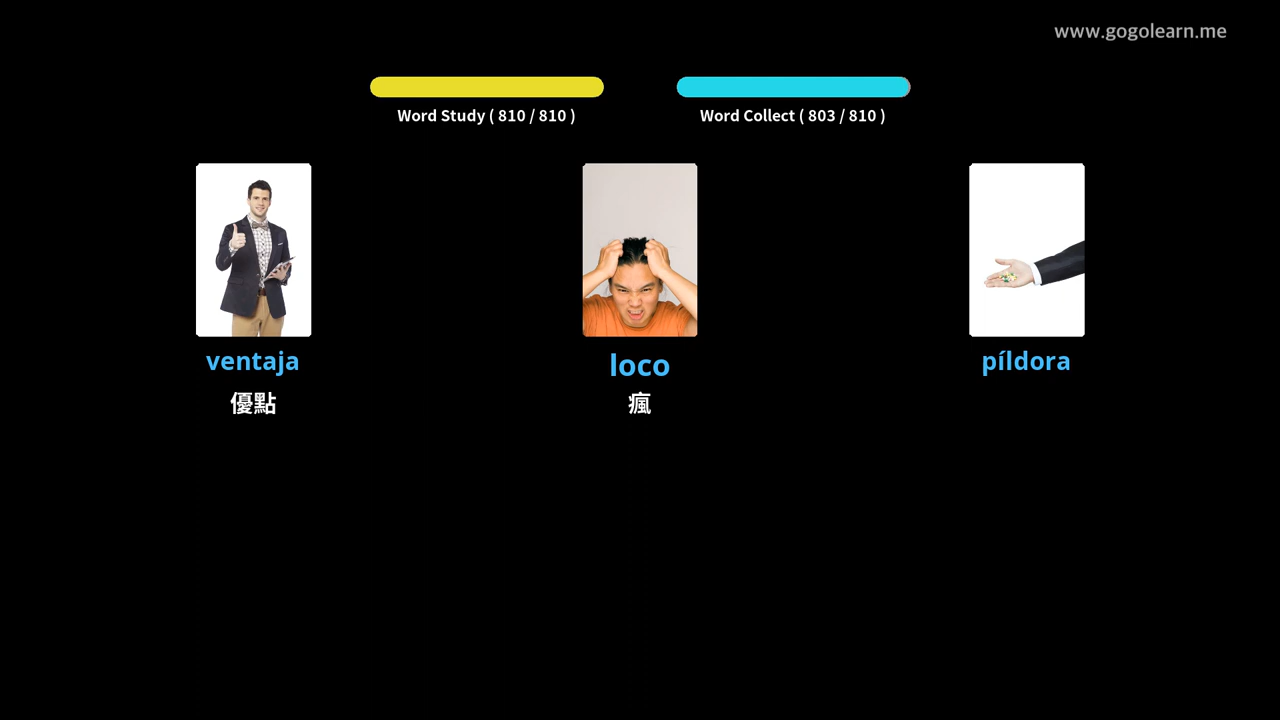 www.gogolearn.me
Word Study ( 810 / 810 )
Word Collect ( 803 / 810 )
ventaja
loco
píldora
優點
瘋